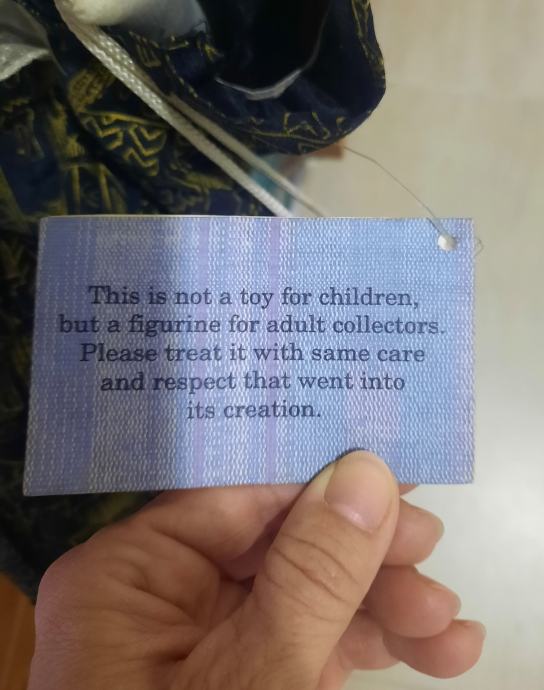 This is not a toy for children,
but a figurine for adult collectors.
Please treat it with same care
and respect that went into
its creation.